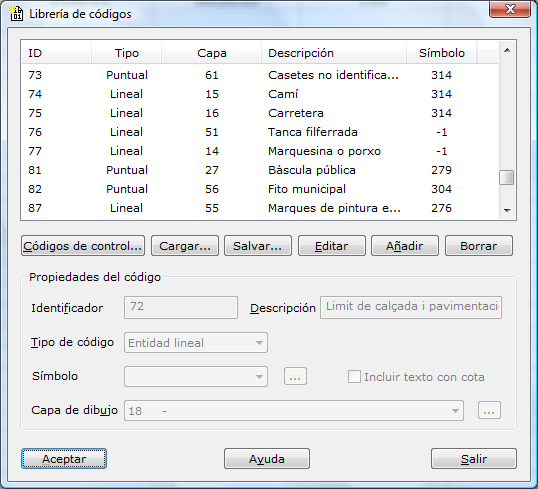 Librería de códigos
ID Tipo Capa Descripción Símbolo
73 Puntual 61 Casetes no identifica... 314
74 Lineal 15 Camí 314
75 Lineal 16 Carretera 314
76 Lineal 51 Tanca filferrada -1
77 Lineal 14 Marquesina o porxo -1
81 Puntual 27 Bàscula pública 279
82 Puntual 56 Fito municipal 304
87 Lineal 55 Marques de pintura e... 276
Códigos de control... Cargar... Salvar... Editar Añadir Borrar
Propiedades del código
Identificador 72 Descripción Limit de calçada i pavimentaci
Tipo de código Entidad lineal
Símbolo ... Incluir texto con cota
Capa de dibujo 18 - ...
Aceptar Ayuda Salir